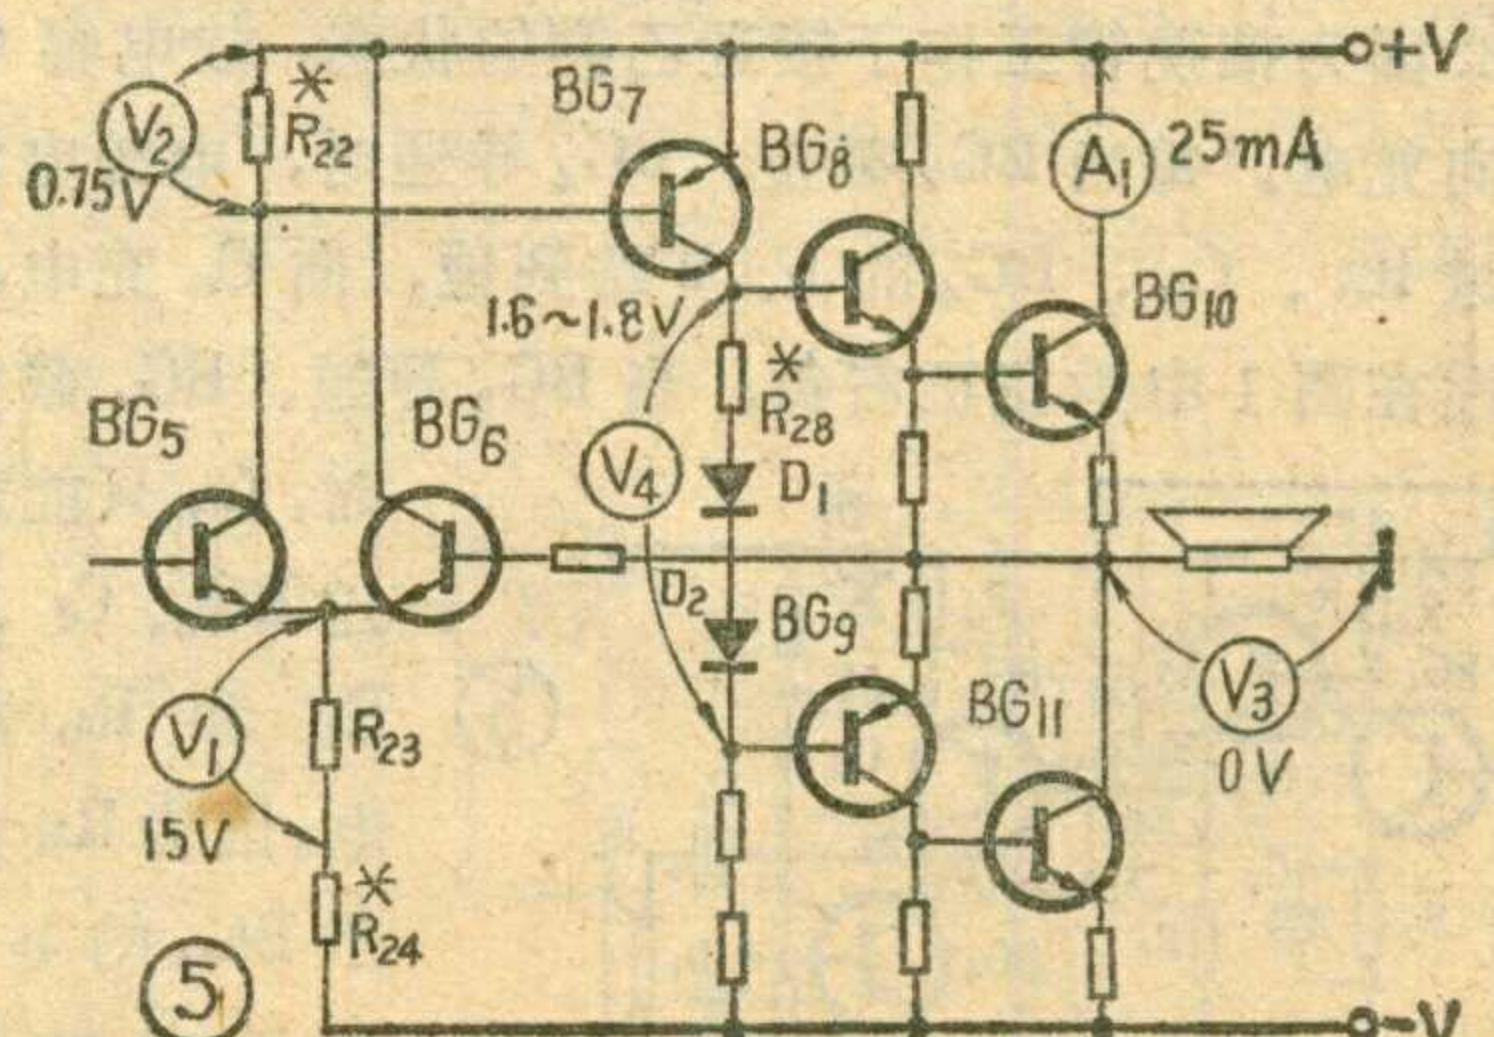 +V
BG7
* R22
V2
0.75V
BG8
A1 25mA
1.6~1.8V
BG10
* R28
BG5
BG6
V4
D1
D2
BG9
V1
R23
BG11
V3
0V
15V
* R24
5
-V